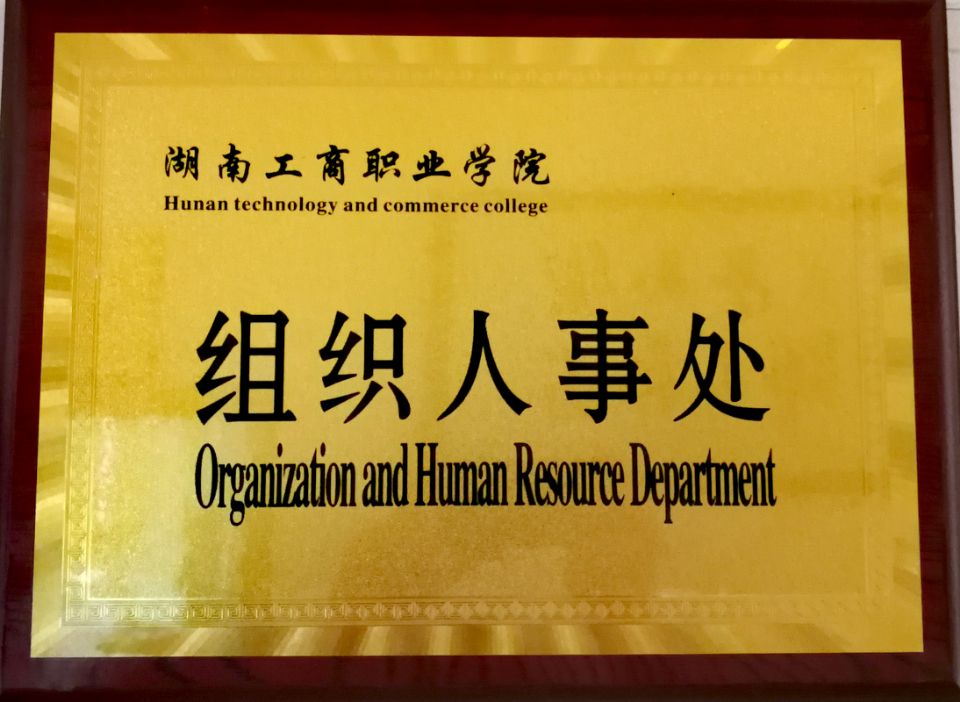 湖南工商职业学院
Hunan technology and commerce college
组织人事处
Organization and Human Resource Department